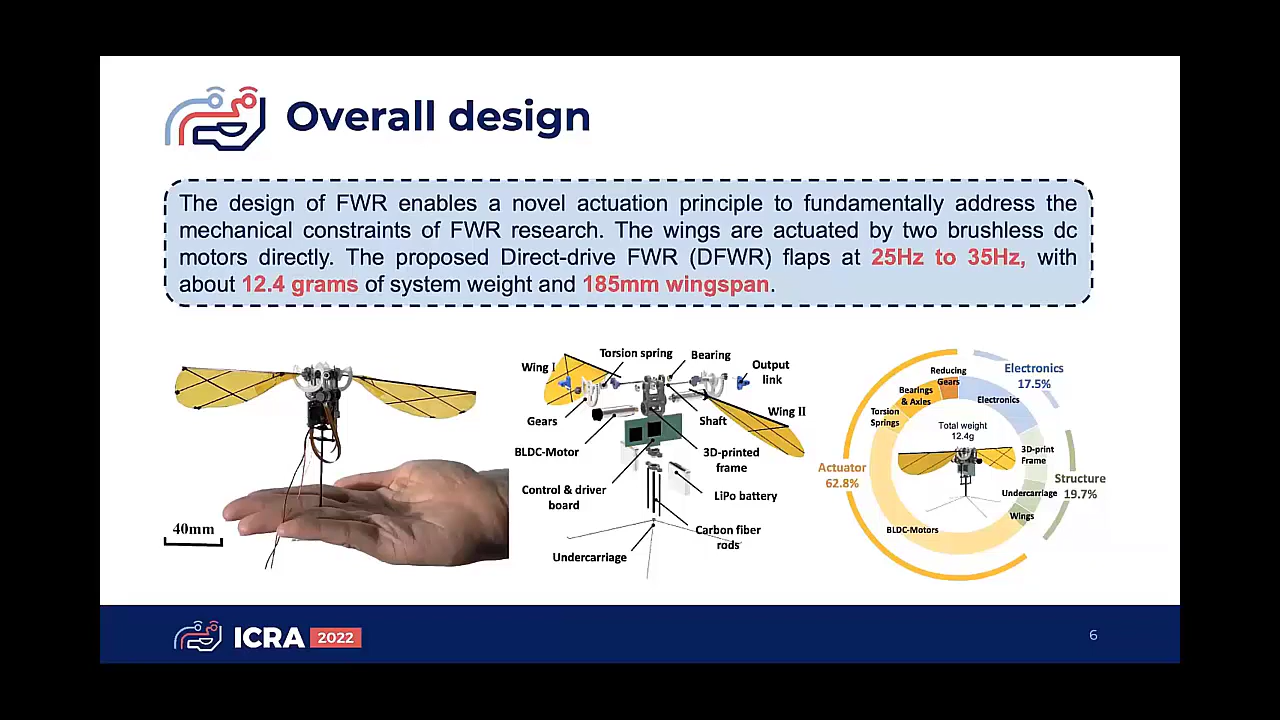 Overall design
The design of FWR enables a novel actuation principle to fundamentally address the
mechanical constraints of FWR research. The wings are actuated by two brushless dc
motors directly. The proposed Direct-drive FWR (DFWR) flaps at 25Hz to 35Hz, with
about 12.4 grams of system weight and 185mm wingspan.
40mm
Wing I
Torsion spring
Bearing
Output
link
Gears
Shaft
Wing II
BLDC-Motor
3D-printed
frame
Control & driver
board
LiPo battery
Carbon fiber
rods
Undercarriage
Electronics
17.5%
Reducing
Gears
Bearings
& Axles
Electronics
Torsion
Springs
Total weight
12.4g
3D-print
Frame
Actuator
62.8%
Structure
19.7%
Undercarriage
Wings
BLDC-Motors
ICRA 2022
6